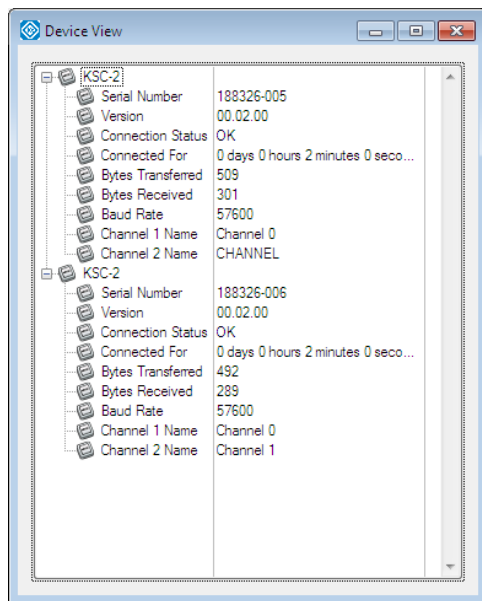 Device View
KSC-2
Serial Number 188326-005
Version 00.02.00
Connection Status OK
Connected For 0 days 0 hours 2 minutes 0 seco...
Bytes Transferred 509
Bytes Received 301
Baud Rate 57600
Channel 1 Name Channel 0
Channel 2 Name CHANNEL
KSC-2
Serial Number 188326-006
Version 00.02.00
Connection Status OK
Connected For 0 days 0 hours 2 minutes 0 seco...
Bytes Transferred 492
Bytes Received 289
Baud Rate 57600
Channel 1 Name Channel 0
Channel 2 Name Channel 1